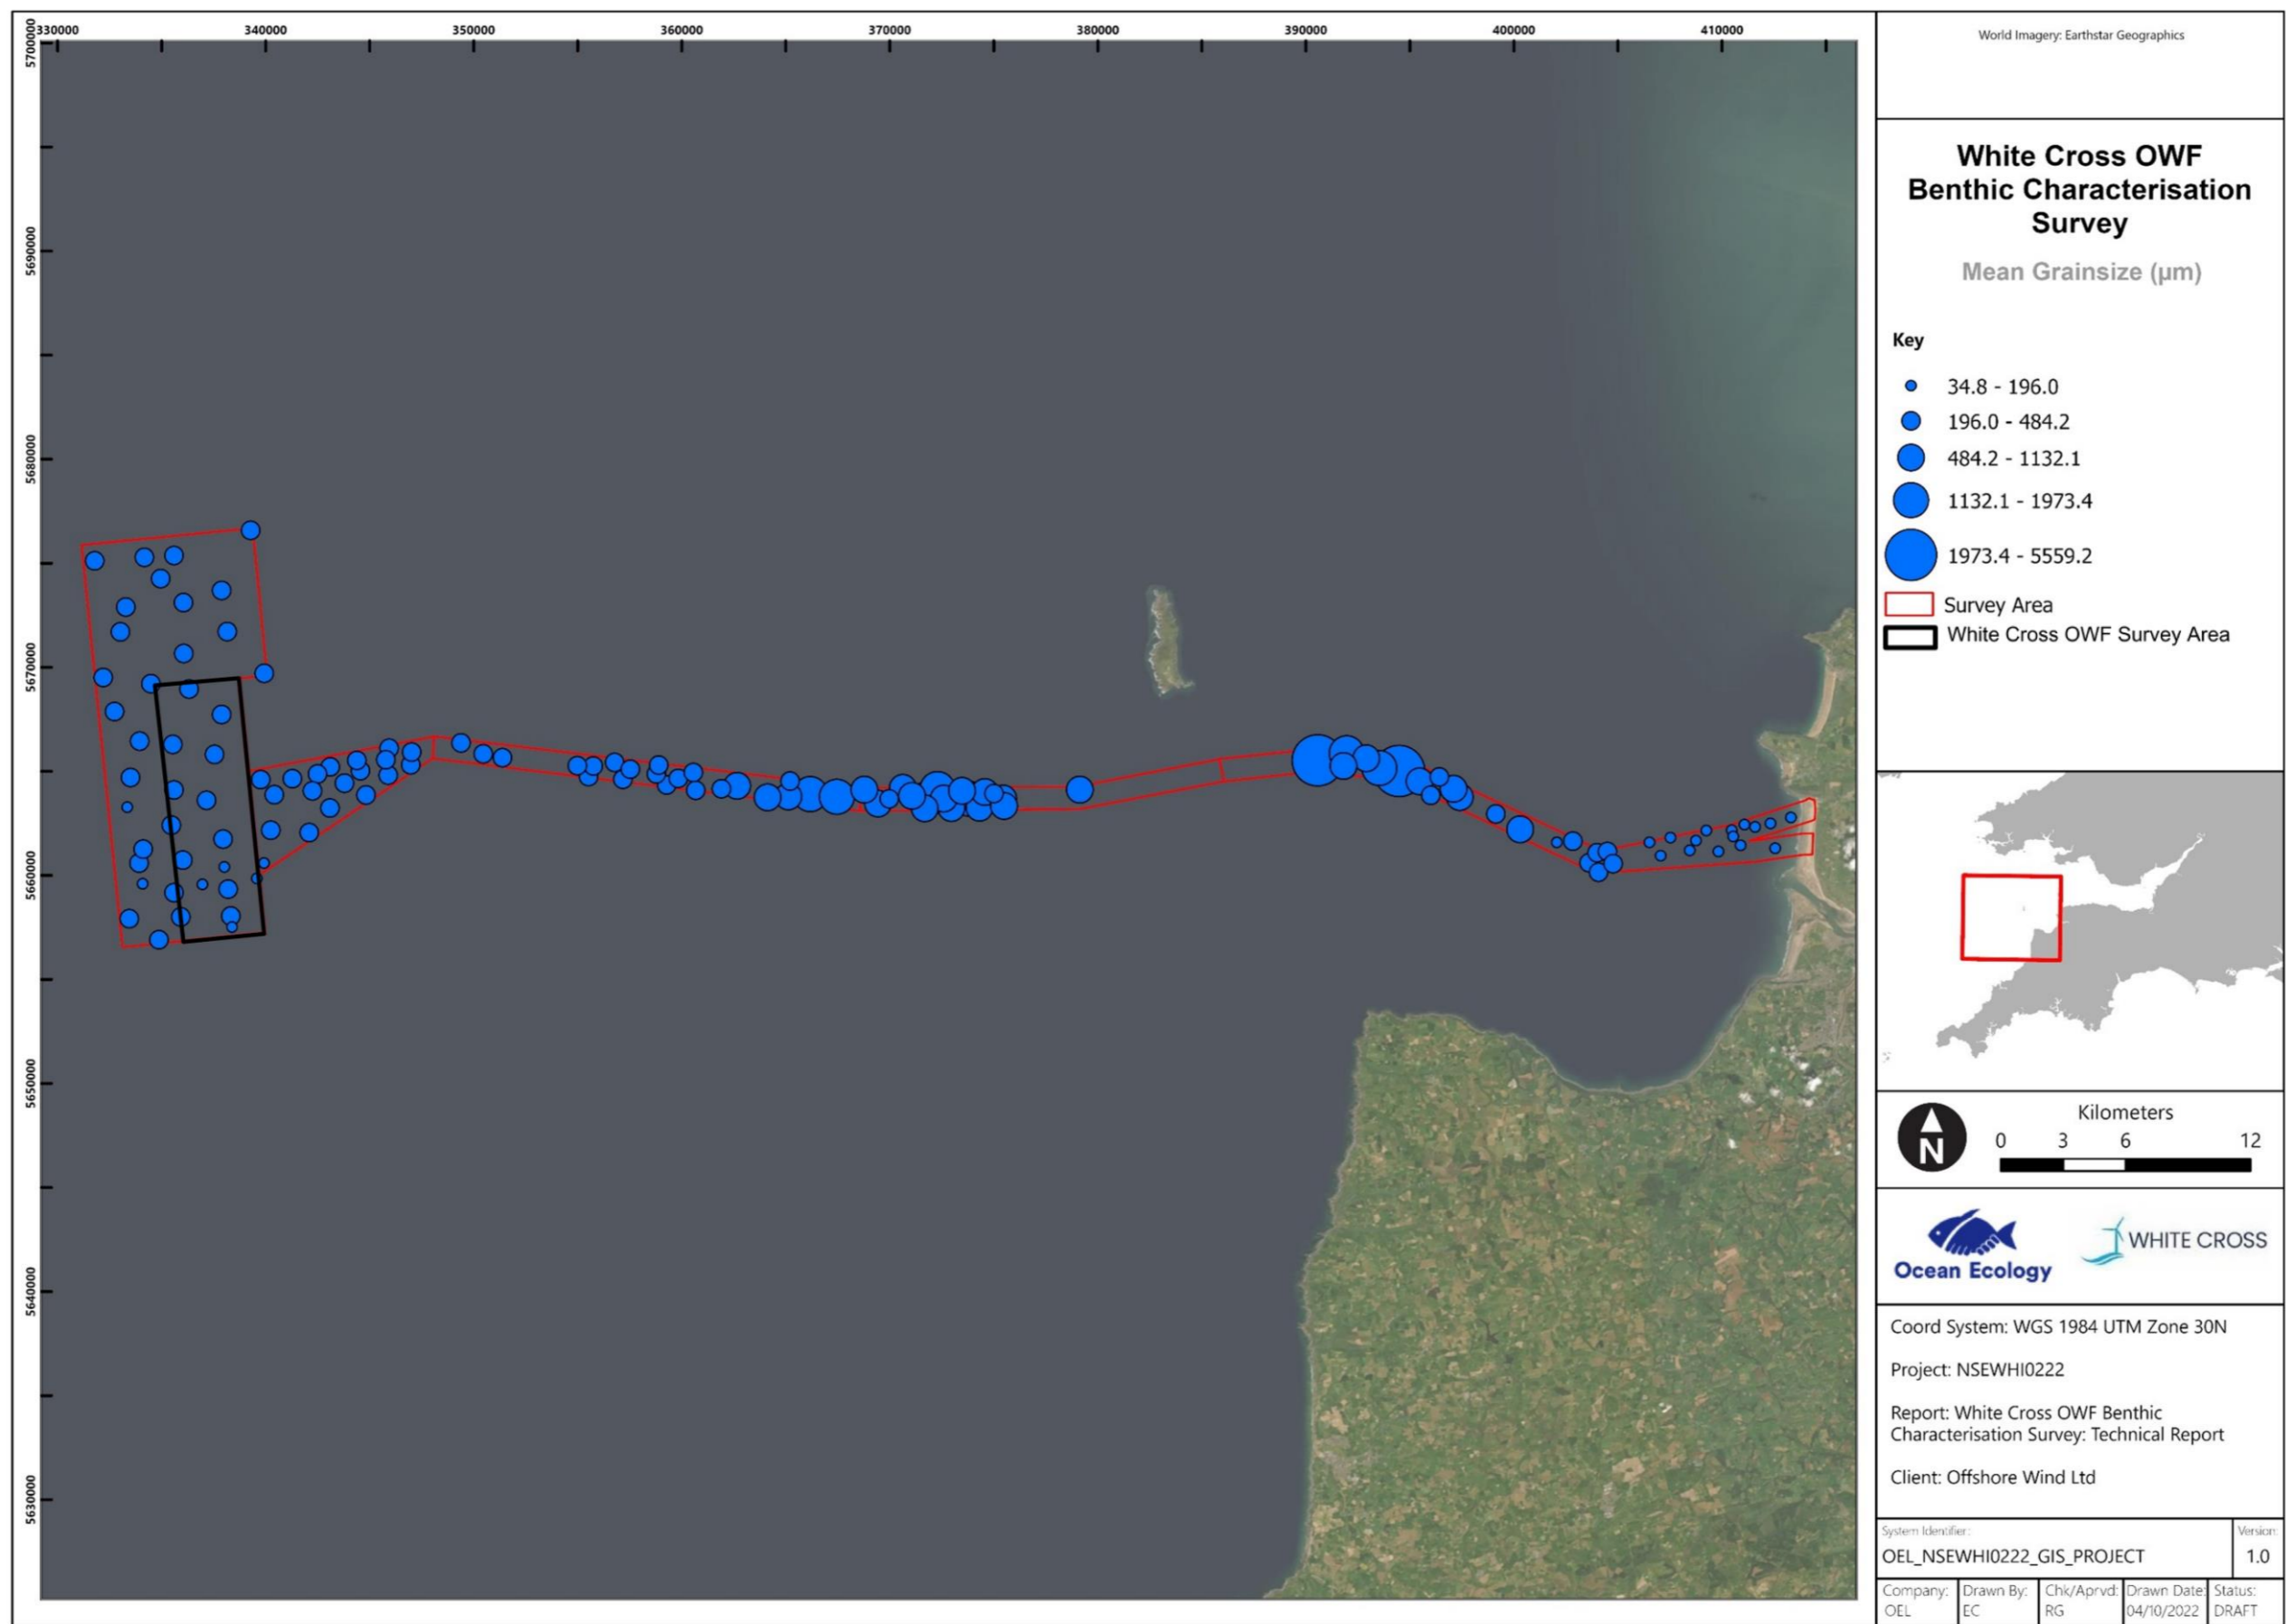 330000 340000 350000 360000 370000 380000 390000 400000 410000
5700000
5690000
5680000
5670000
5660000
5650000
5640000
5630000
World Imagery: Earthstar Geographics
White Cross OWF
Benthic Characterisation
Survey
Mean Grainsize (µm)
Key
34.8 - 196.0
196.0 - 484.2
484.2 - 1132.1
1132.1 - 1973.4
1973.4 - 5559.2
Survey Area
White Cross OWF Survey Area
N
Kilometers
0 3 6 12
Ocean Ecology
WHITE CROSS
Coord System: WGS 1984 UTM Zone 30N
Project: NSEWHI0222
Report: White Cross OWF Benthic
Characterisation Survey: Technical Report
Client: Offshore Wind Ltd
System Identifier: Version:
OEL_NSEWHI0222_GIS_PROJECT 1.0
Company: Drawn By: Chk/Aprvd: Drawn Date: Status:
OEL EC RG 04/10/2022 DRAFT